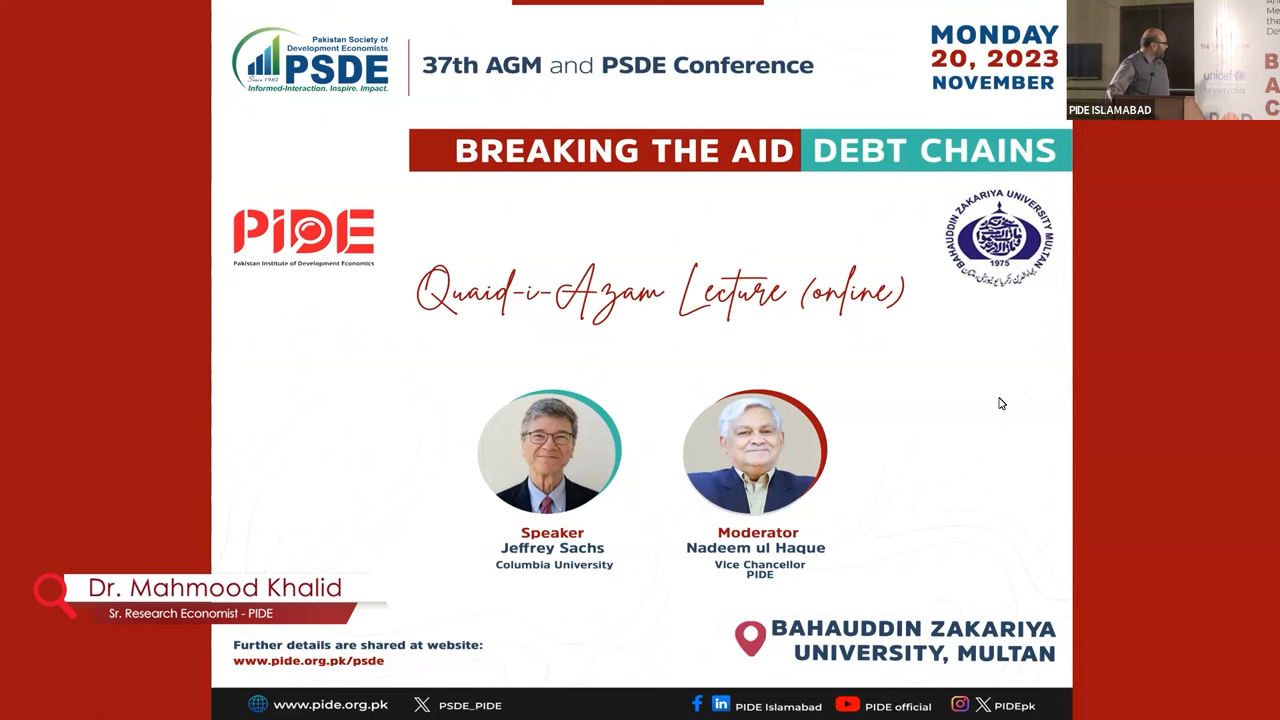 Pakistan Society of
Development Economists
Since 1982
PSDE
Informed-Interaction. Inspire. Impact.
37th AGM and PSDE Conference
MONDAY
20, 2023
NOVEMBER
unicef
PIDE ISLAMABAD
BREAKING THE AID DEBT CHAINS
PiDE
Pakistan Institute of Development Economics
BAHAUDDIN ZAKARIYA UNIVERSITY MULTAN
1975
Quaid-i-Azam Lecture (online)
Speaker
Jeffrey Sachs
Columbia University
Moderator
Nadeem ul Haque
Vice Chancellor
PIDE
Dr. Mahmood Khalid
Sr. Research Economist - PIDE
Further details are shared at website:
www.pide.org.pk/psde
BAHAUDDIN ZAKARIYA
UNIVERSITY, MULTAN
www.pide.org.pk
PSDE_PIDE
PIDE Islamabad
PIDE official
PIDEpk